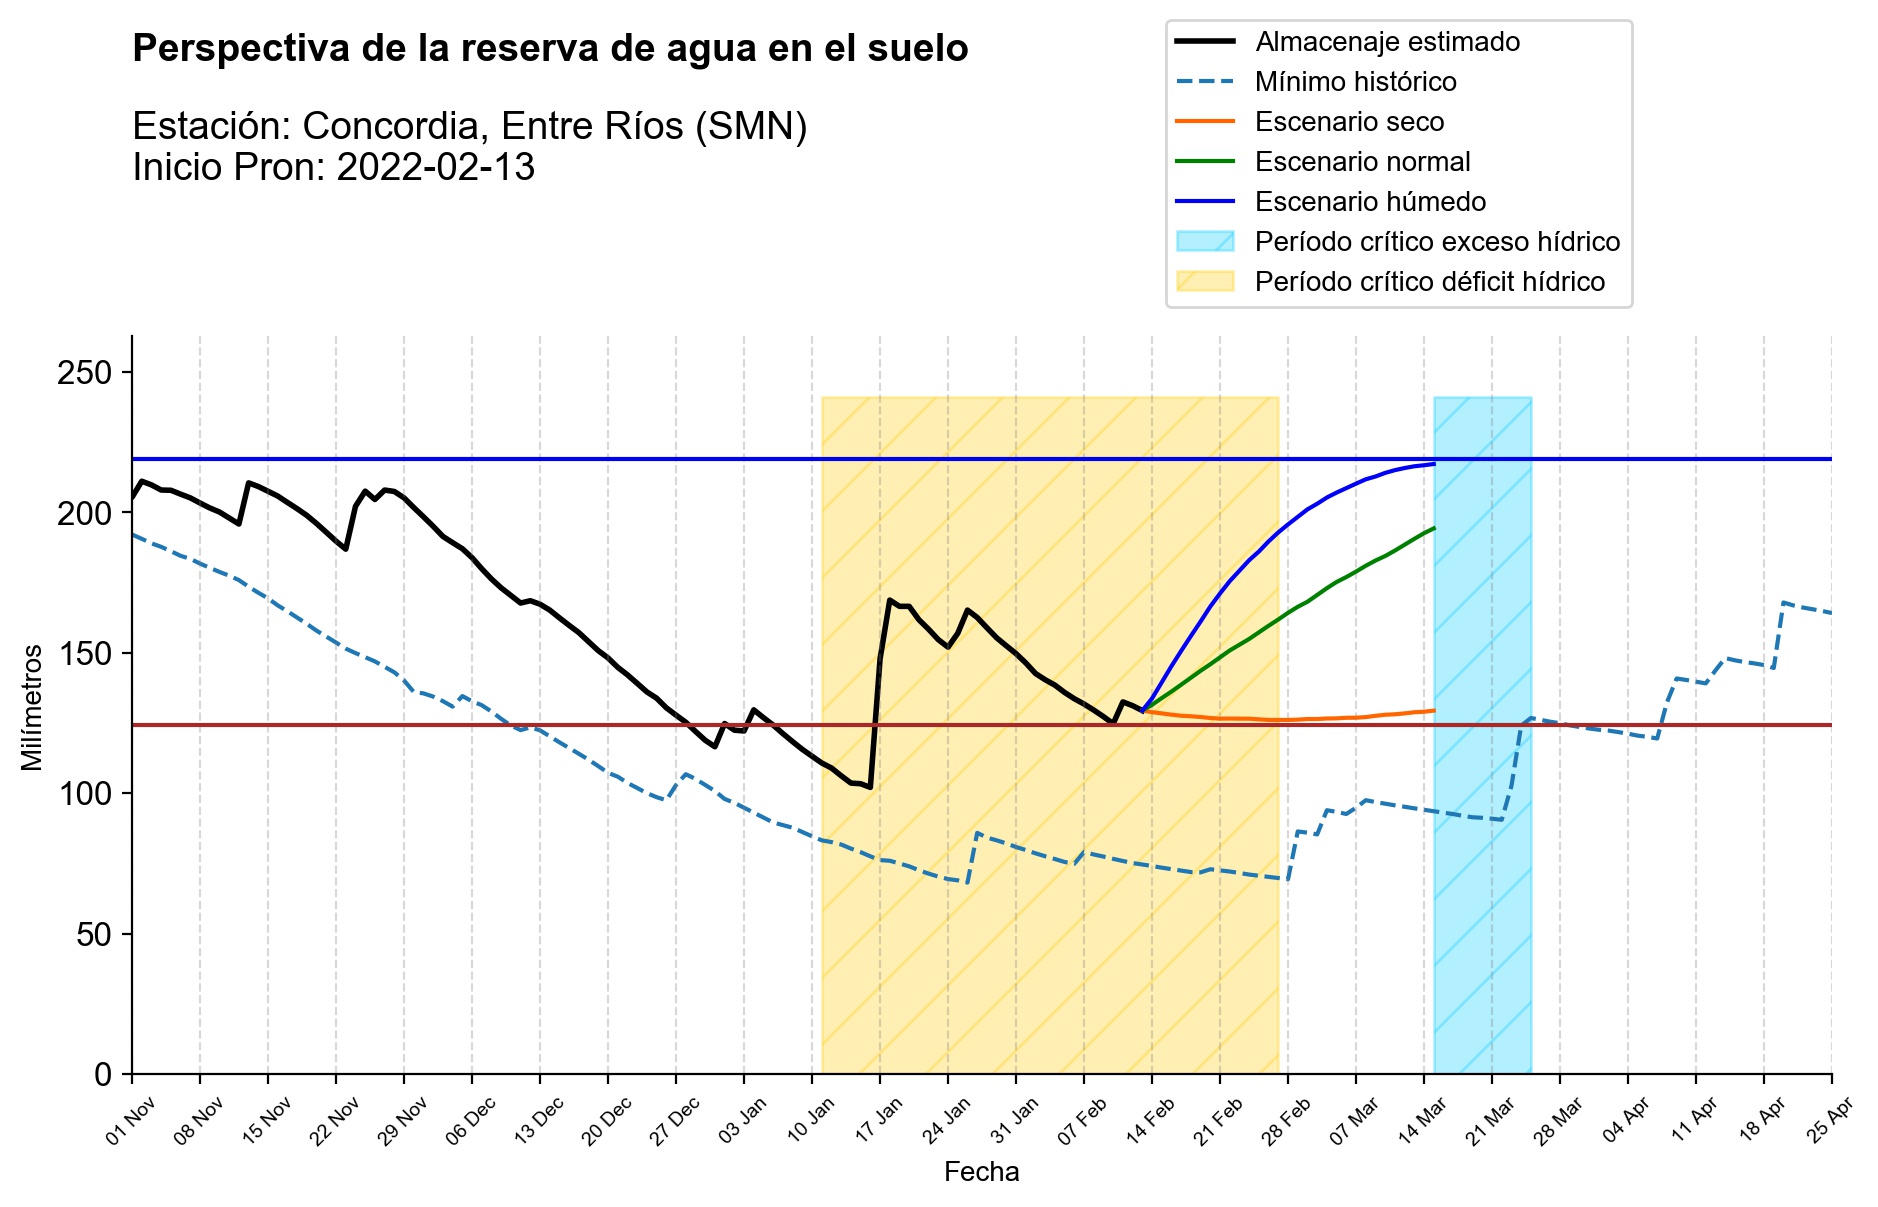 Perspectiva de la reserva de agua en el suelo
Estación: Concordia, Entre Ríos (SMN)
Inicio Pron: 2022-02-13
Almacenaje estimado
Mínimo histórico
Escenario seco
Escenario normal
Escenario húmedo
Período crítico exceso hídrico
Período crítico déficit hídrico
Milímetros
250
200
150
100
50
0
01 Nov
08 Nov
15 Nov
22 Nov
29 Nov
06 Dec
13 Dec
20 Dec
27 Dec
03 Jan
10 Jan
17 Jan
24 Jan
31 Jan
07 Feb
14 Feb
21 Feb
28 Feb
07 Mar
14 Mar
21 Mar
28 Mar
04 Apr
11 Apr
18 Apr
25 Apr
Fecha